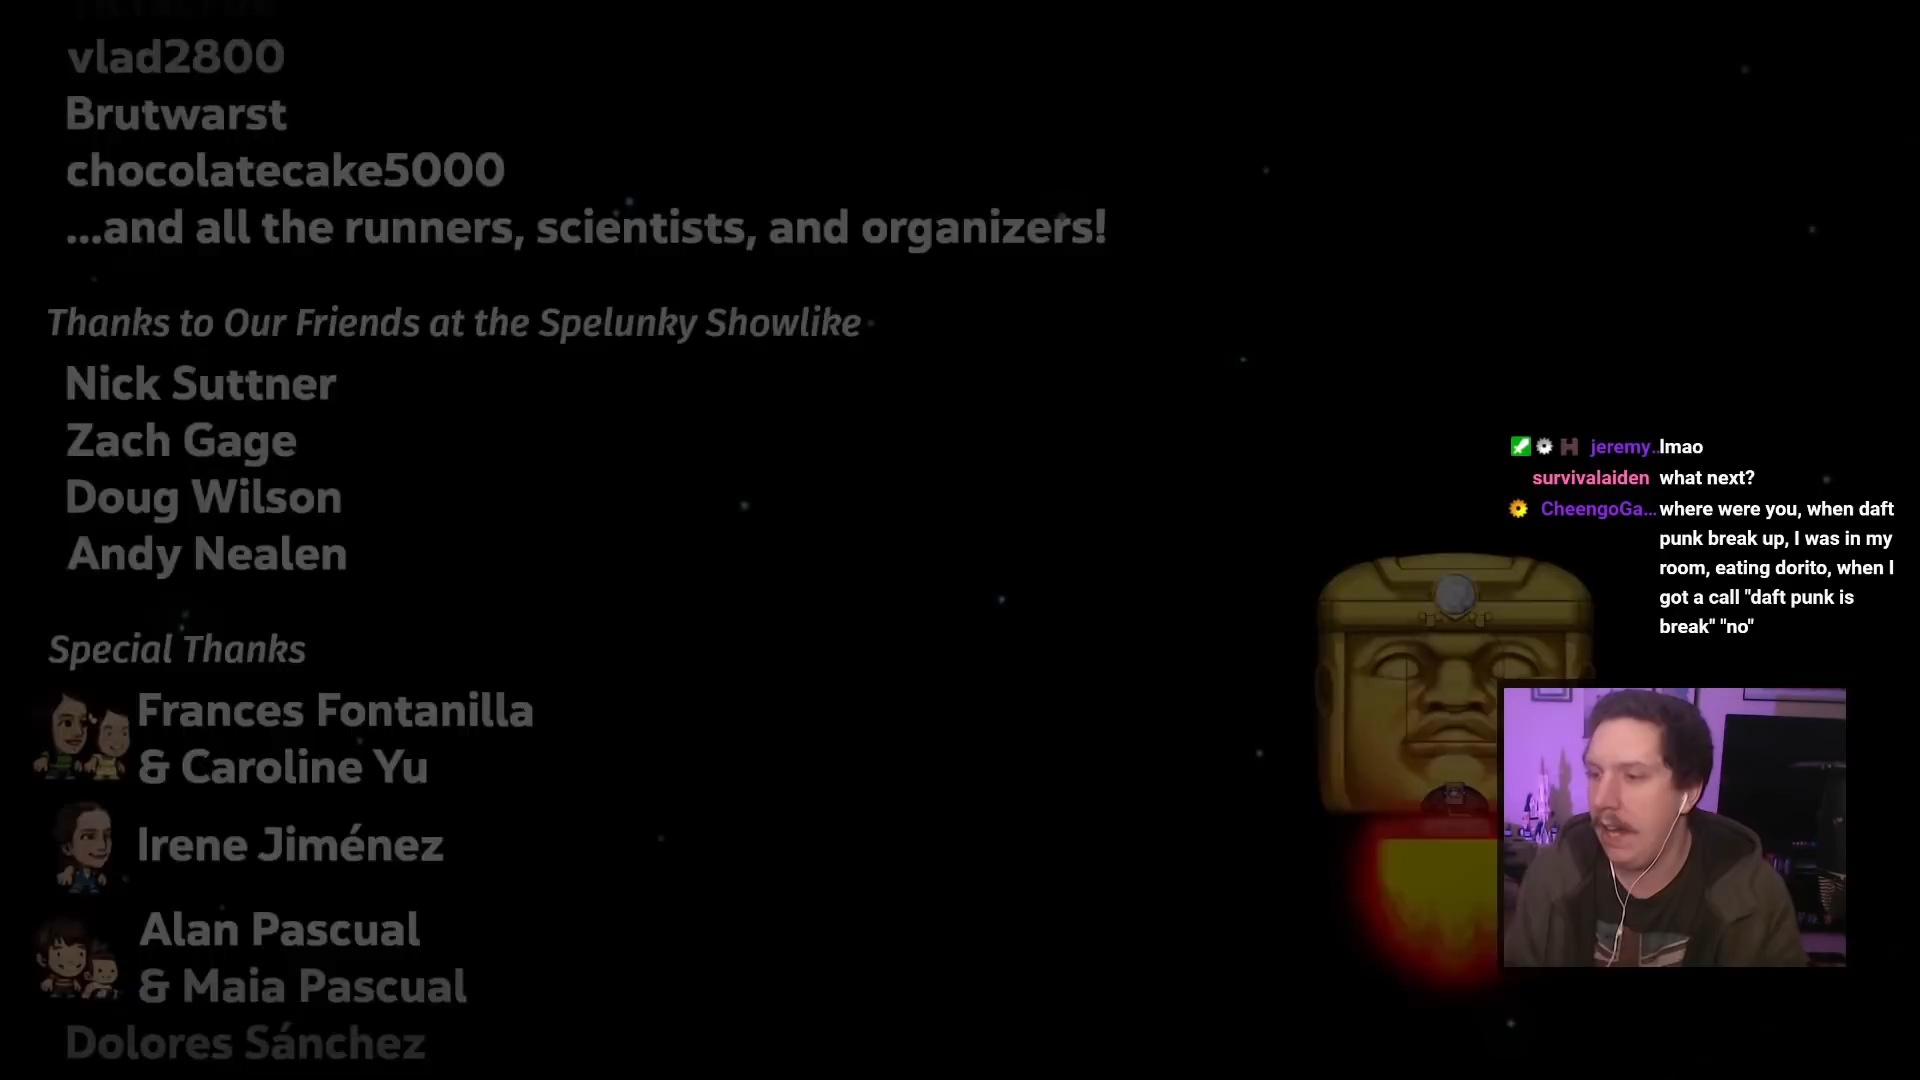 vlad2800
Brutwarst
chocolatecake5000
...and all the runners, scientists, and organizers!
Thanks to Our Friends at the Spelunky Showlike
Nick Suttner
Zach Gage
Doug Wilson
Andy Nealen
Special Thanks
Frances Fontanilla
& Caroline Yu
Irene Jiménez
Alan Pascual
& Maia Pascual
Dolores Sánchez
jeremy.. lmao
survivalaiden what next?
CheengoGa... where were you, when daft
punk break up, I was in my
room, eating dorito, when I
got a call "daft punk is
break" "no"